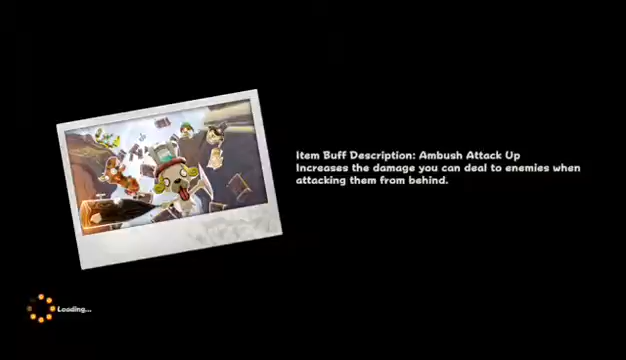 Item Buff Description: Ambush Attack Up
Increases the damage you can deal to enemies when
attacking them from behind.
Loading...